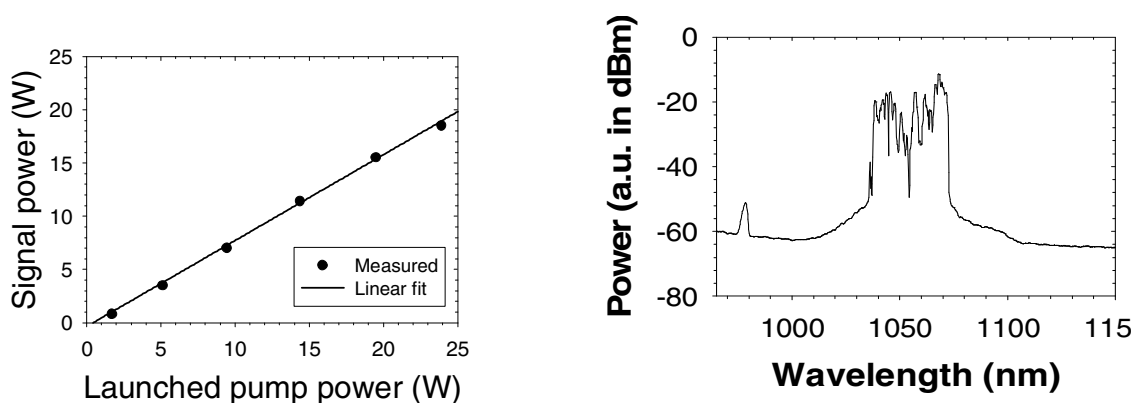 25
20
15
10
5
0
Signal power (W)
Measured
Linear fit
0 5 10 15 20 25
Launched pump power (W)
0
-20
-40
-60
-80
Power (a.u. in dBm)
1000 1050 1100 115
Wavelength (nm)